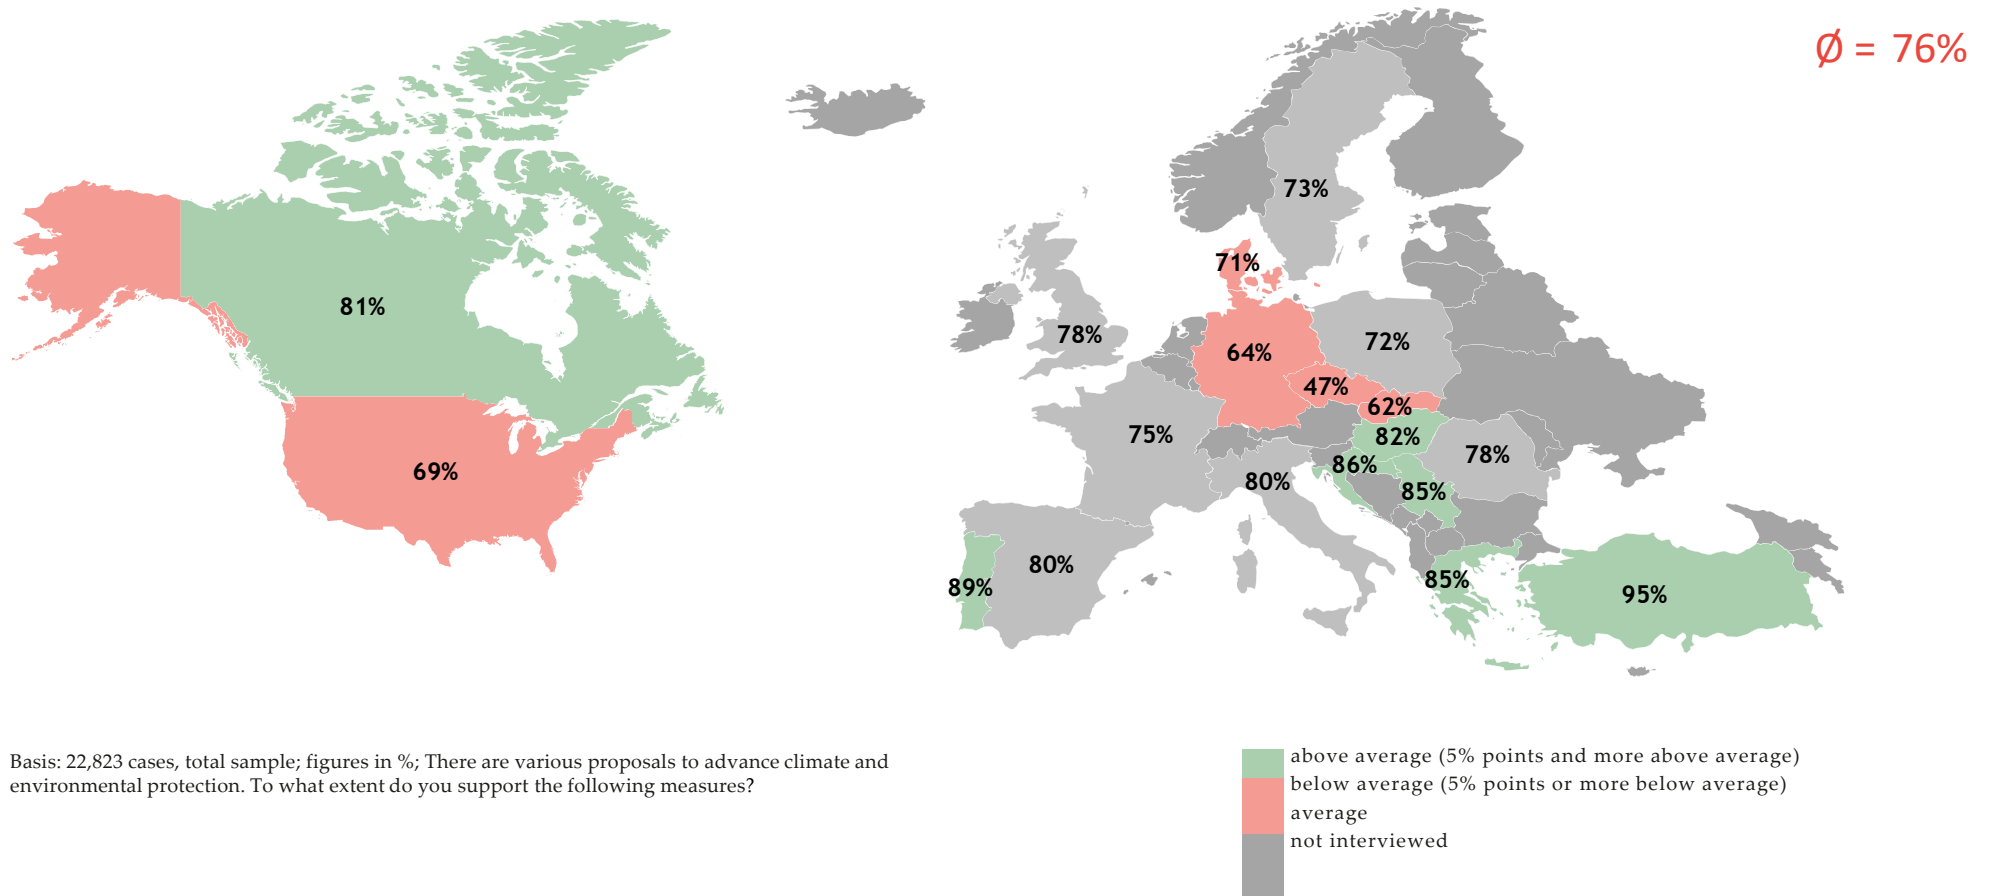 Ø = 76%
73%
71%
81%
78%
64%
72%
47%
62%
75%
82%
78%
86%
80%
85%
69%
80%
89%
85%
95%
Basis: 22,823 cases, total sample; figures in %; There are various proposals to advance climate and
environmental protection. To what extent do you support the following measures?
above average (5% points and more above average)
below average (5% points or more below average)
average
not interviewed